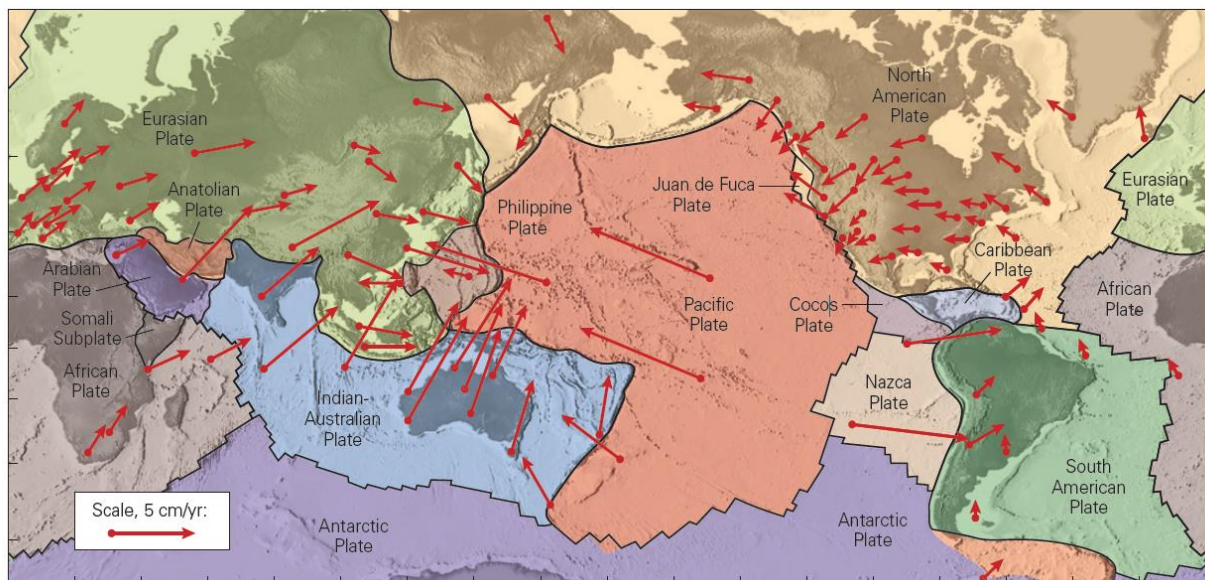 North
American
Plate
Eurasian
Plate
Anatolian
Plate
Juan de Fuca
Plate
Eurasian
Plate
Philippine
Plate
Arabian
Plate
Caribbean
Plate
Somali
Subplate
Pacific
Plate
Cocos
Plate
African
Plate
African
Plate
Indian-
Australian
Plate
Nazca
Plate
South
American
Plate
Scale, 5 cm/yr:
Antarctic
Plate
Antarctic
Plate